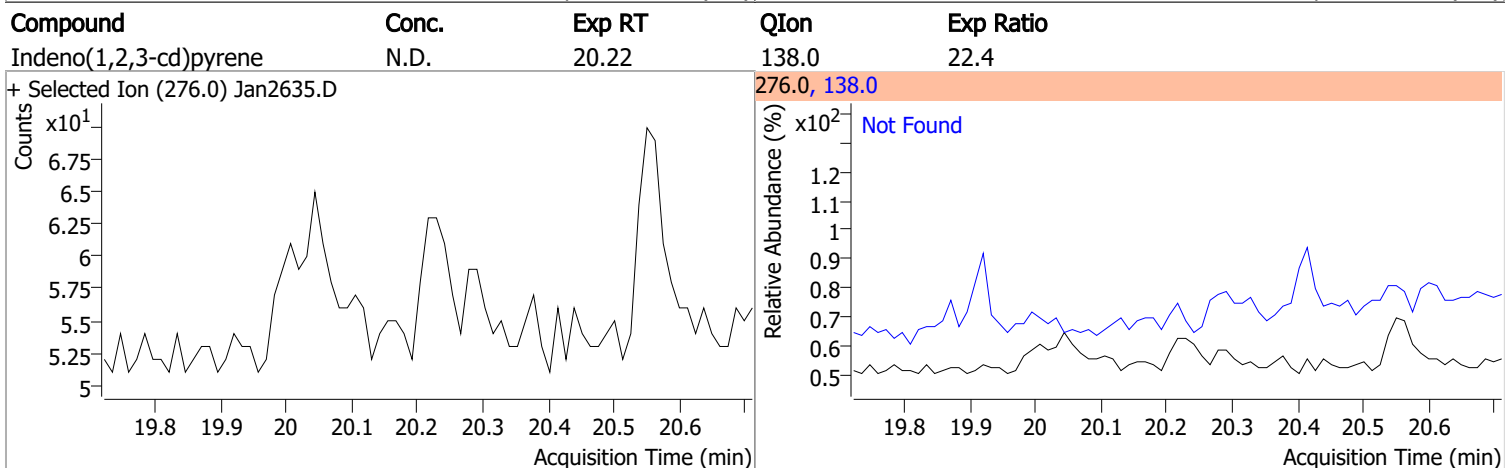 Compound Conc. Exp RT QIon Exp Ratio
Indeno(1,2,3-cd)pyrene N.D. 20.22 138.0 22.4
+ Selected Ion (276.0) Jan2635.D
Counts
x10¹
6.75
6.5
6.25
6
5.75
5.5
5.25
5
19.8 19.9 20 20.1 20.2 20.3 20.4 20.5 20.6
Acquisition Time (min)
276.0, 138.0
Relative Abundance (%)
x10²
Not Found
1.2
1.1
1
0.9
0.8
0.7
0.6
0.5
19.8 19.9 20 20.1 20.2 20.3 20.4 20.5 20.6
Acquisition Time (min)